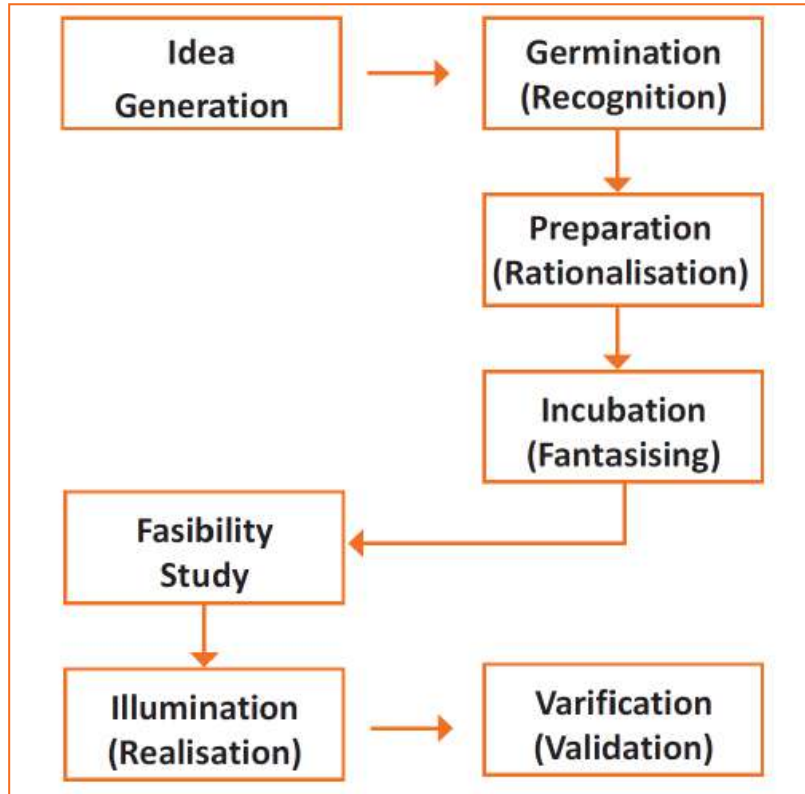 Idea
Generation
Germination
(Recognition)
Preparation
(Rationalisation)
Incubation
(Fantasising)
Fasibility
Study
Illumination
(Realisation)
Varification
(Validation)